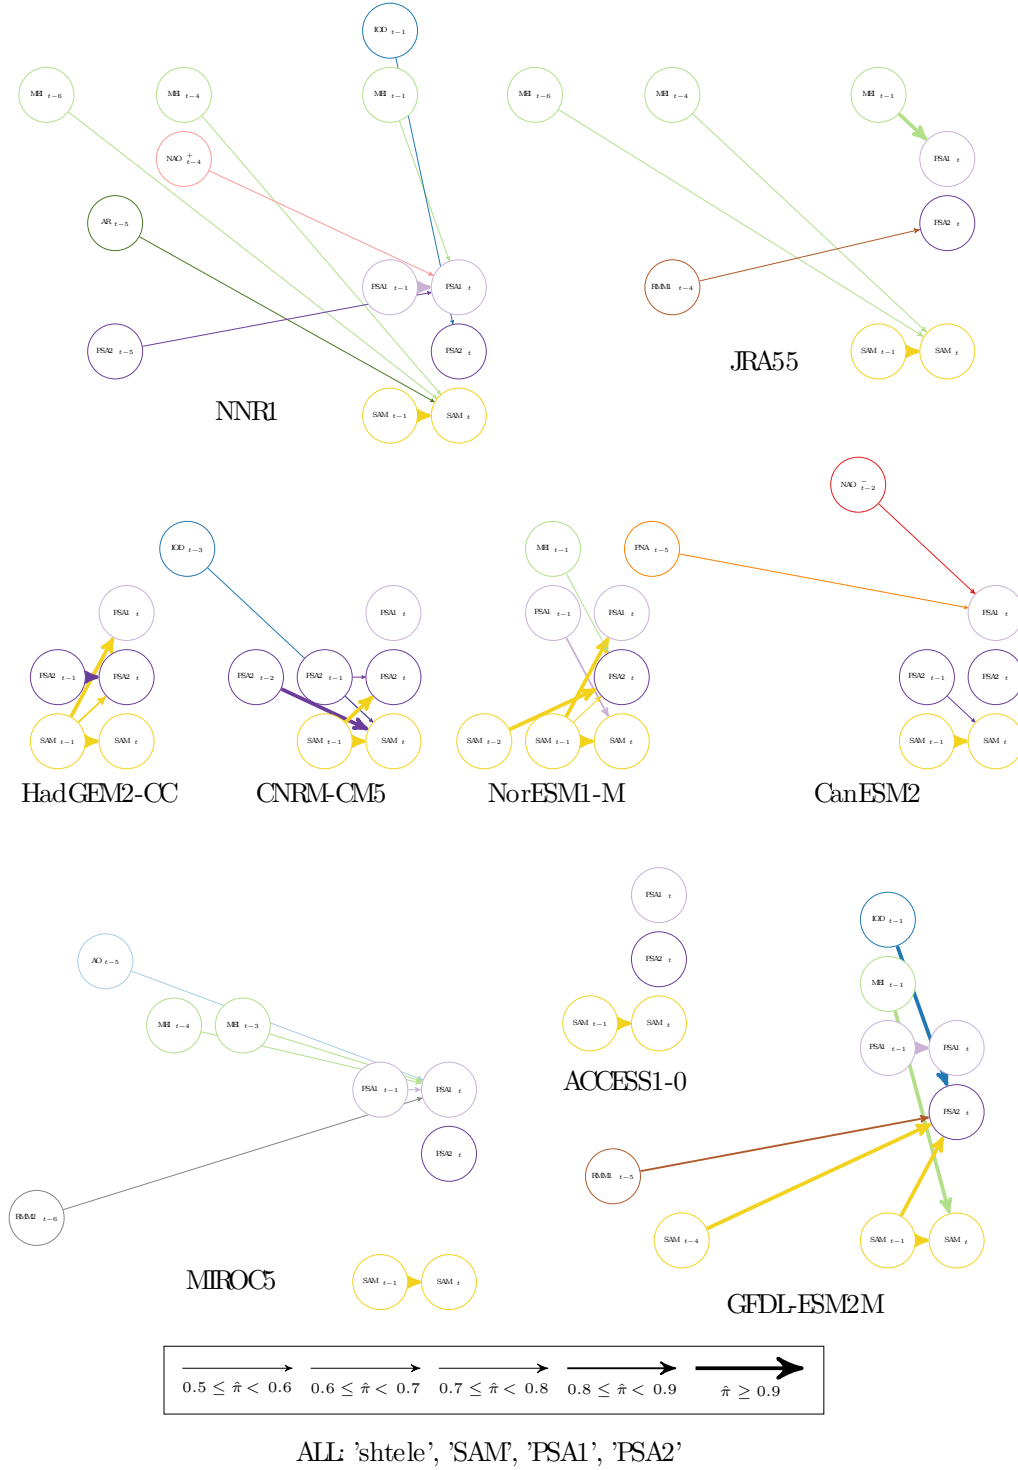 IOD t−1
MEI t−6 MEI t−4 MEI t−1 MEI t−6 MEI t−4 MEI t−1
NAO + t−4 PSA1 t
AR t−5 PSA2 t
PSA1 t−1 PSA1 t RMM1 t−4
PSA2 t−5 PSA2 t SAM t−1 SAM t
JRA55
NNR1 SAM t−1 SAM t
NAO − t−2
IOD t−3 MEI t−1 PNA t−5
PSA1 t PSA1 t PSA1 t−1 PSA1 t PSA1 t
PSA2 t−1 PSA2 t PSA2 t−2 PSA2 t−1 PSA2 t PSA2 t PSA2 t−1 PSA2 t
SAM t−1 SAM t SAM t−1 SAM t SAM t−2 SAM t−1 SAM t SAM t−1 SAM t
HadGEM2-CC CNRM-CM5 NorESM1-M CanESM2
PSA1 t
IOD t−1
AO t−5 PSA2 t
MEI t−1
MEI t−4 MEI t−3 SAM t−1 SAM t
PSA1 t−1 PSA1 t
ACCESS1-0
PSA1 t−1 PSA1 t
PSA2 t
PSA2 t
RMM1 t−5
RMM2 t−6
SAM t−4 SAM t−1 SAM t
MIROC5 SAM t−1 SAM t
GFDL-ESM2M
0.5 ≤ π̂ < 0.6 0.6 ≤ π̂ < 0.7 0.7 ≤ π̂ < 0.8 0.8 ≤ π̂ < 0.9 π̂ ≥ 0.9
ALL: 'shtele', 'SAM', 'PSA1', 'PSA2'